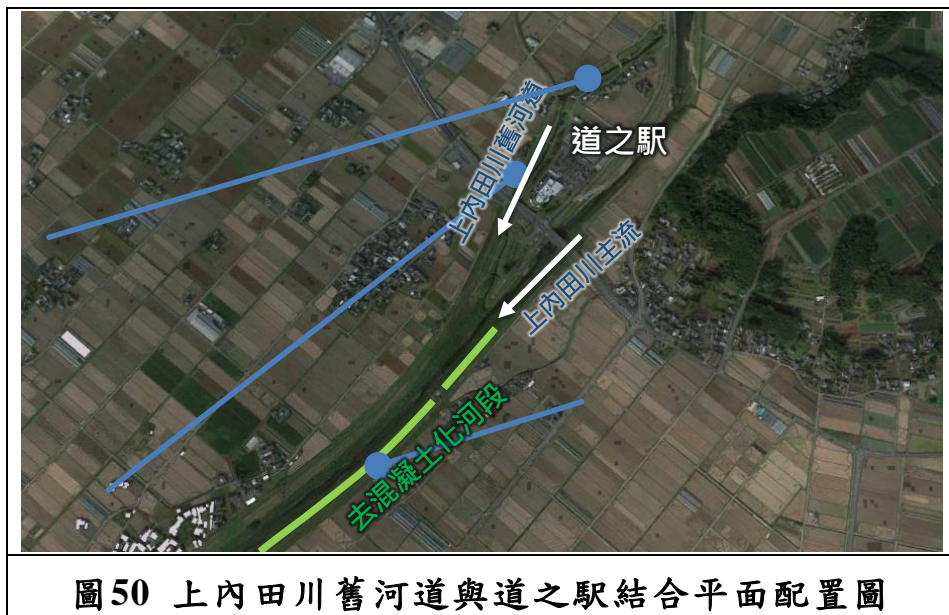 道之駅
上內田川舊河道
上內田川主流
去混凝土化河段
圖50 上內田川舊河道與道之駅結合平面配置圖